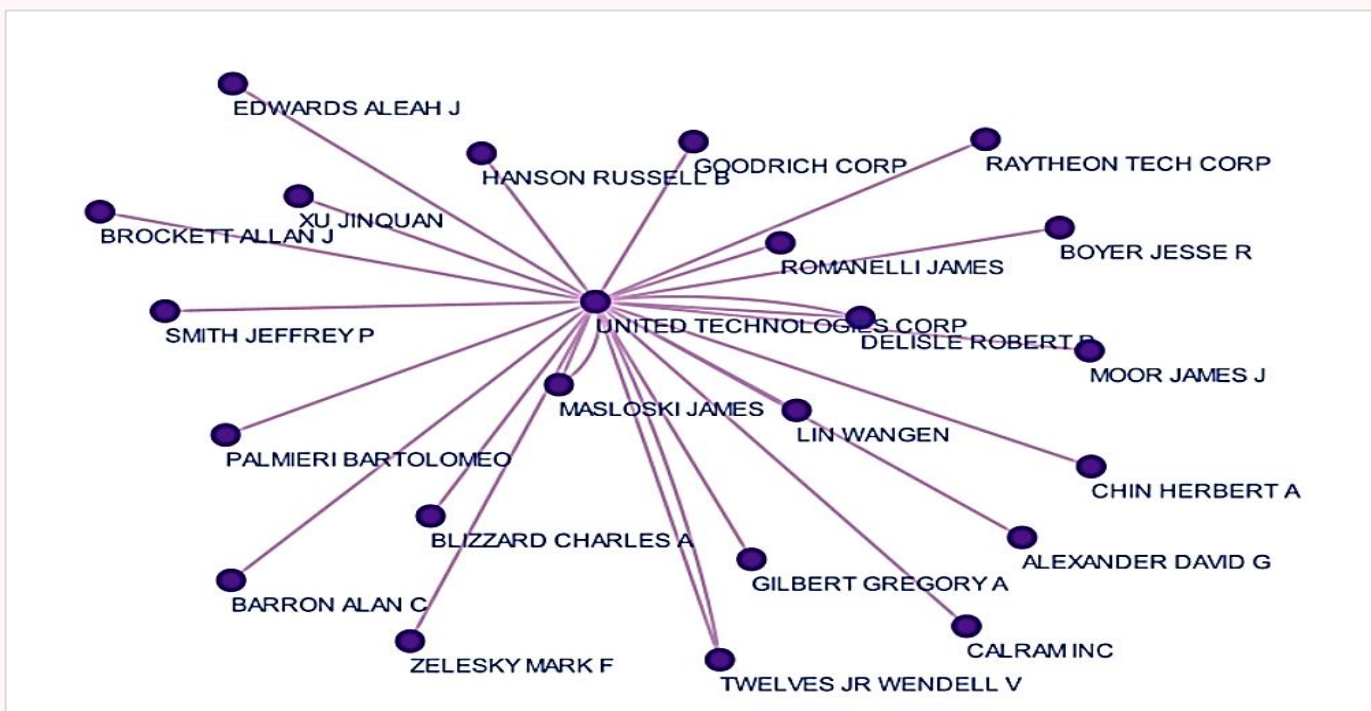 EDWARDS ALEAH J
HANSON RUSSELL B
GOODRICH CORP
RAYTHEON TECH CORP
XU JINQUAN
BROCKETT ALLAN J
BOYER JESSE R
ROMANELLI JAMES
SMITH JEFFREY P
UNITED TECHNOLOGIES CORP
DELISLE ROBERT P
MOOR JAMES J
MASLOSKI JAMES
LIN WANGEN
PALMIERI BARTOLOMEO
CHIN HERBERT A
BLIZZARD CHARLES A
ALEXANDER DAVID G
GILBERT GREGORY A
BARRON ALAN C
CALRAM INC
ZELESKY MARK F
TWELVES JR WENDELL V